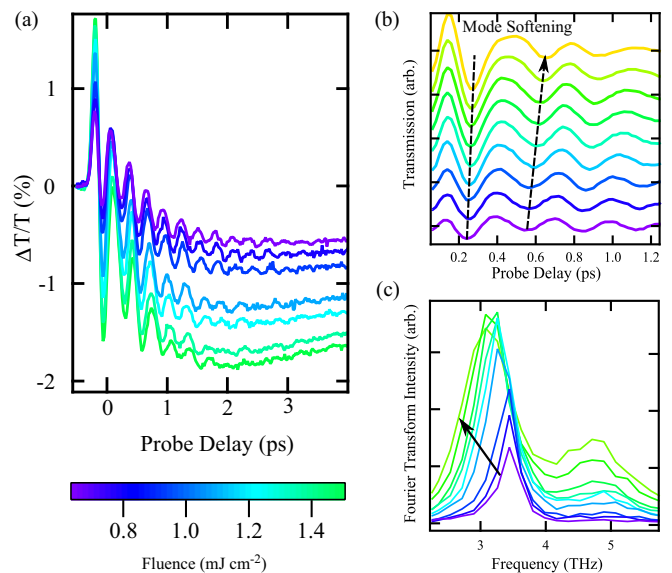 (a)
ΔT/T (%)
0
-1
-2
0
1
2
3
Probe Delay (ps)
0.8
1.0
1.2
1.4
Fluence (mJ cm⁻²)
(b)
Mode Softening
Transmission (arb.)
0.2
0.4
0.6
0.8
1.0
1.2
Probe Delay (ps)
(c)
Fourier Transform Intensity (arb.)
3
4
5
Frequency (THz)